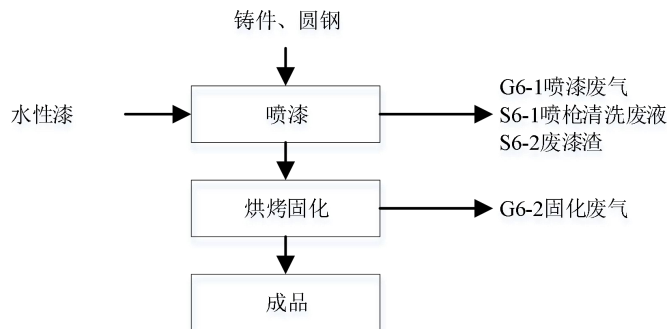 铸件、圆钢
水性漆
喷漆
G6-1喷漆废气
S6-1喷枪清洗废液
S6-2废漆渣
烘烤固化
G6-2固化废气
成品